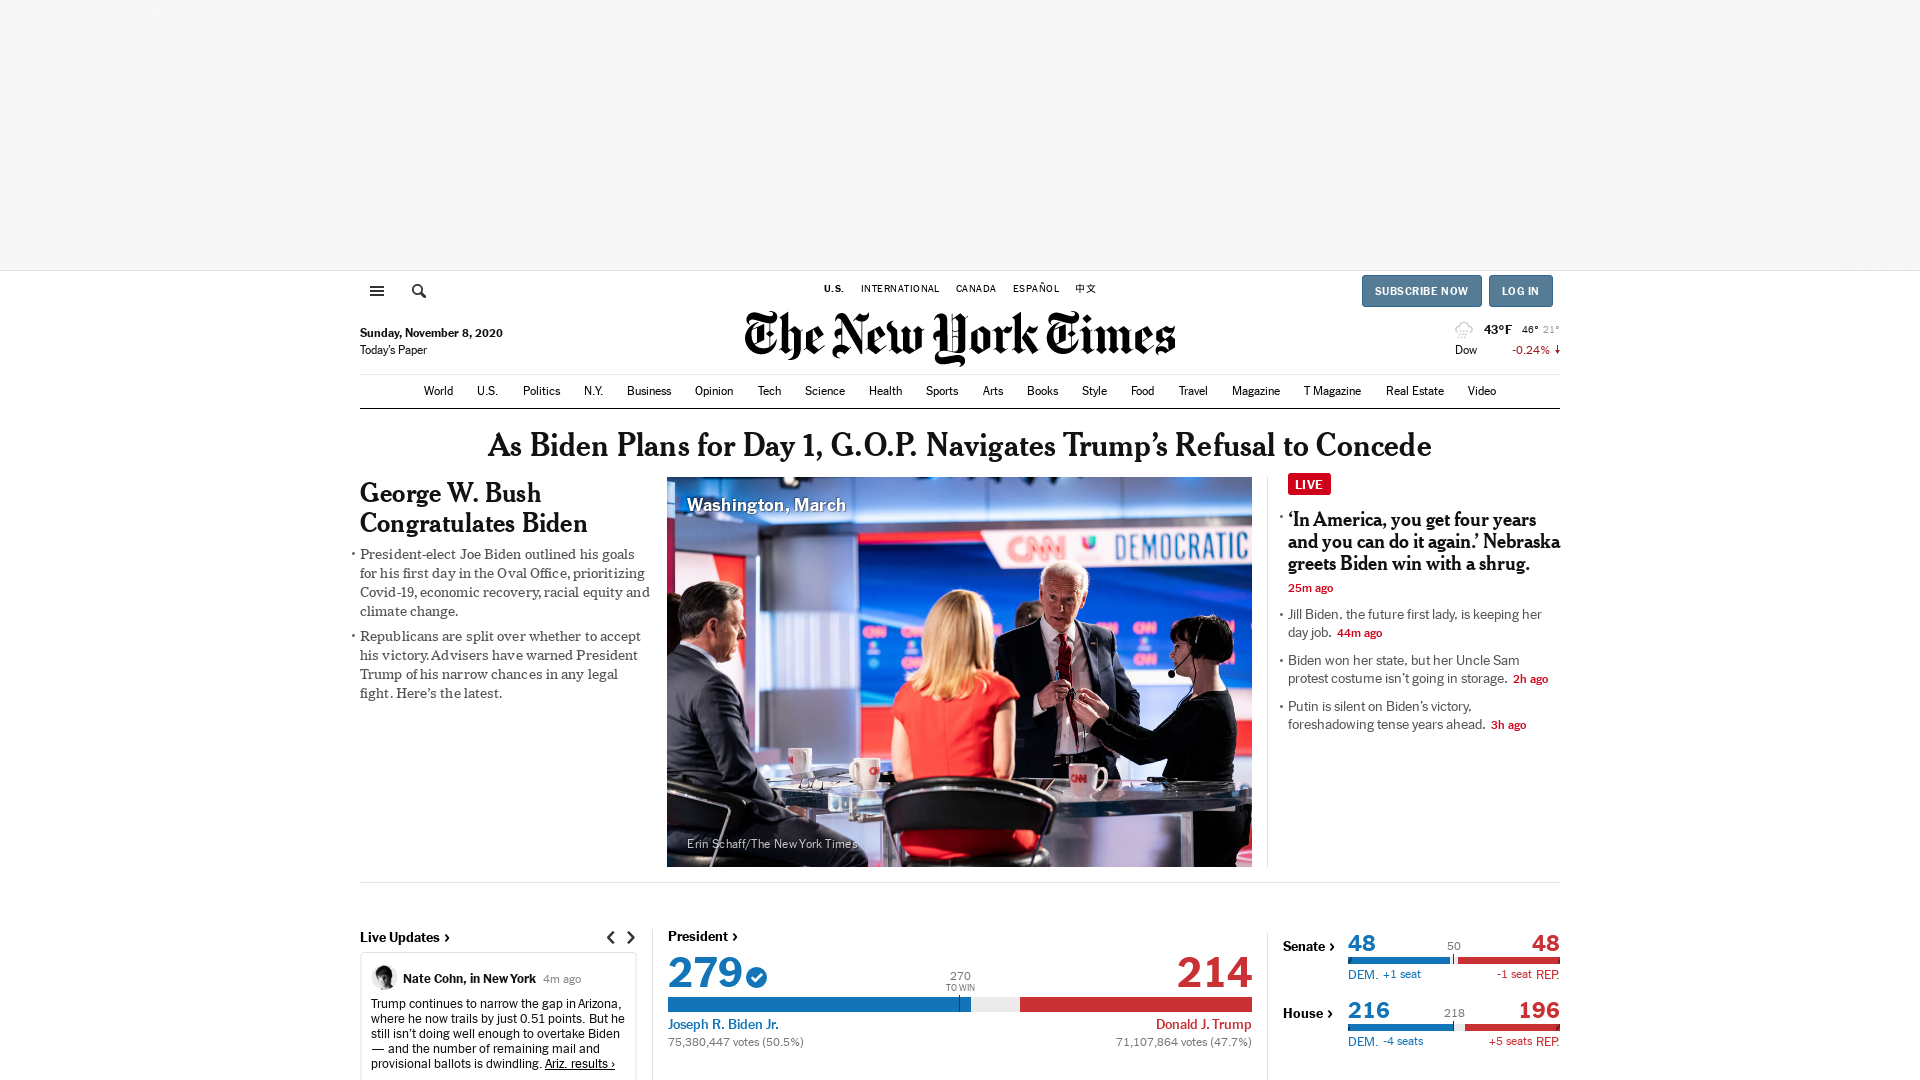 U.S. INTERNATIONAL CANADA ESPAÑOL 中文
SUBSCRIBE NOW LOG IN
Sunday, November 8, 2020
Today's Paper
The New York Times
43°F 46° 21°
Dow -0.24% ↓
World U.S. Politics N.Y. Business Opinion Tech Science Health Sports Arts Books Style Food Travel Magazine T Magazine Real Estate Video
As Biden Plans for Day 1, G.O.P. Navigates Trump’s Refusal to Concede
George W. Bush
Congratulates Biden
• President-elect Joe Biden outlined his goals
for his first day in the Oval Office, prioritizing
Covid-19, economic recovery, racial equity and
climate change.
• Republicans are split over whether to accept
his victory. Advisers have warned President
Trump of his narrow chances in any legal
fight. Here’s the latest.
Washington, March
CNN DEMOCRATIC
CNN
CNN
CNN
CNN
Erin Schaff/The New York Times
LIVE
• ‘In America, you get four years
and you can do it again.’ Nebraska
greets Biden win with a shrug.
25m ago
• Jill Biden, the future first lady, is keeping her
day job. 44m ago
• Biden won her state, but her Uncle Sam
protest costume isn’t going in storage. 2h ago
• Putin is silent on Biden’s victory,
foreshadowing tense years ahead. 3h ago
Live Updates ›
Nate Cohn, in New York 4m ago
Trump continues to narrow the gap in Arizona,
where he now trails by just 0.51 points. But he
still isn’t doing well enough to overtake Biden
— and the number of remaining mail and
provisional ballots is dwindling. Ariz. results ›
President ›
279 214
270
TO WIN
Joseph R. Biden Jr. Donald J. Trump
75,380,447 votes (50.5%) 71,107,864 votes (47.7%)
Senate › 48 50 48
DEM. +1 seat -1 seat REP.
House › 216 218 196
DEM. -4 seats +5 seats REP.